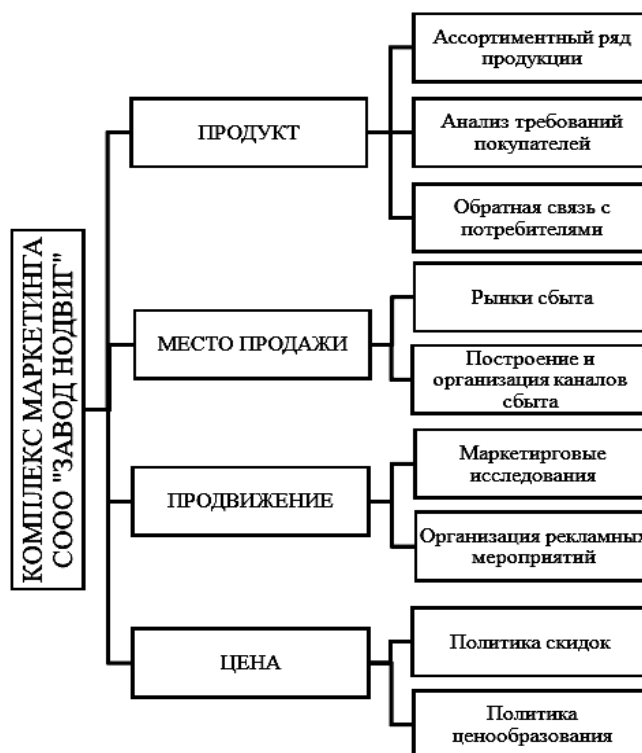 КОМПЛЕКС МАРКЕТИНГА
СООО "ЗАВОД НОДВИГ"
ПРОДУКТ
Ассортиментный ряд
продукции
Анализ требований
покупателей
Обратная связь с
потребителями
МЕСТО ПРОДАЖИ
Рынки сбыта
Построение и
организация каналов
сбыта
ПРОДВИЖЕНИЕ
Маркетирговые
исследования
Организация рекламных
мероприятий
ЦЕНА
Политика скидок
Политика
ценообразования